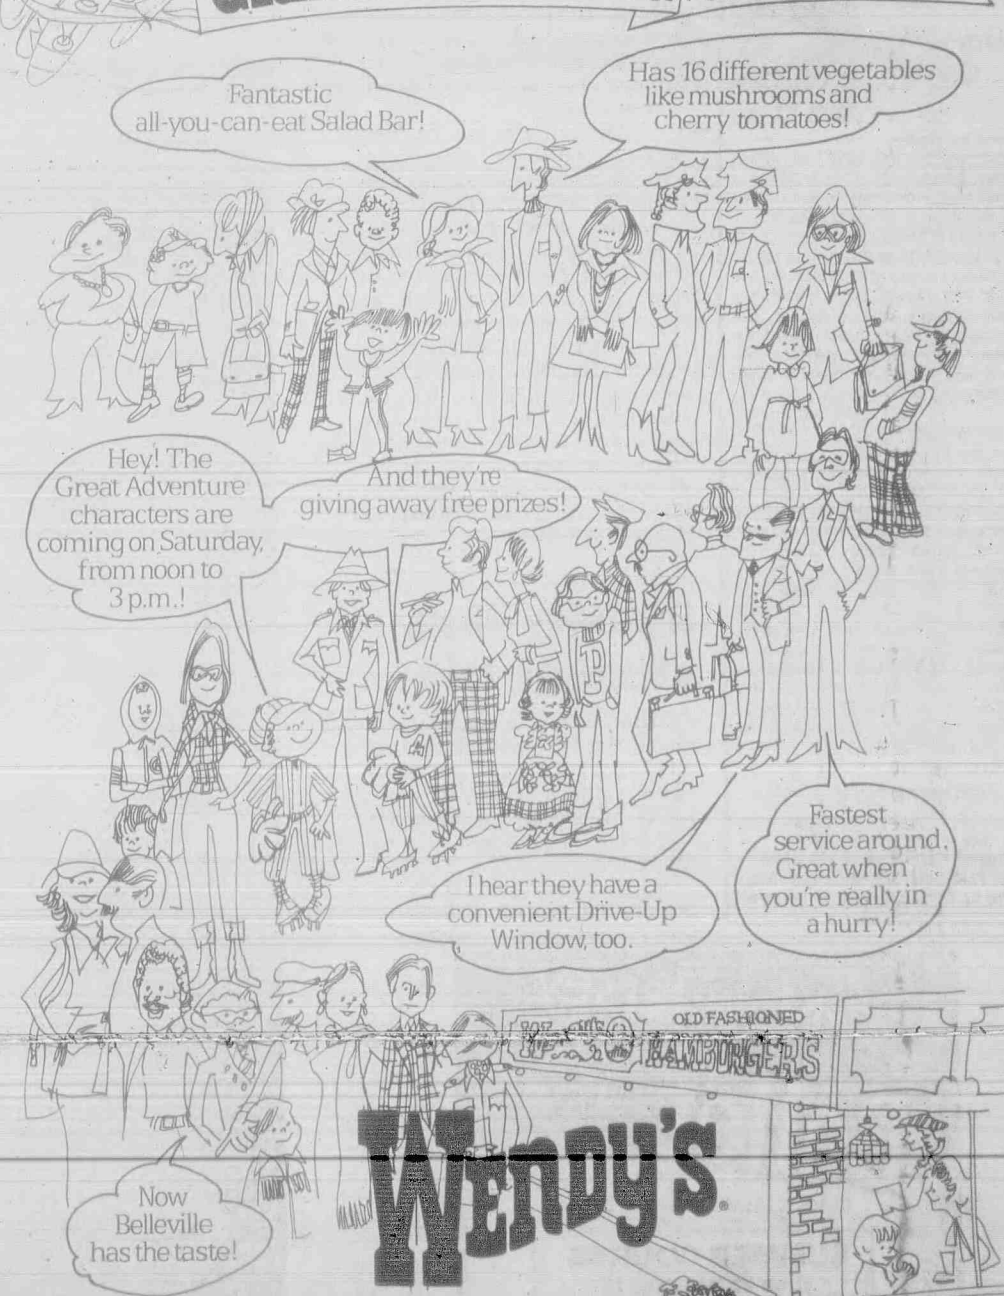 Fantastic
all-you-can-eat Salad Bar!
Has 16 different vegetables
like mushrooms and
cherry tomatoes!
Hey! The
Great Adventure
characters are
coming on Saturday,
from noon to
3 p.m.!
And they're
giving away free prizes!
P
I hear they have a
convenient Drive-Up
Window, too.
Fastest
service around.
Great when
you're really in
a hurry!
OLD FASHIONED
HAMBURGERS
Now
Belleville
has the taste!
WENDY'S®